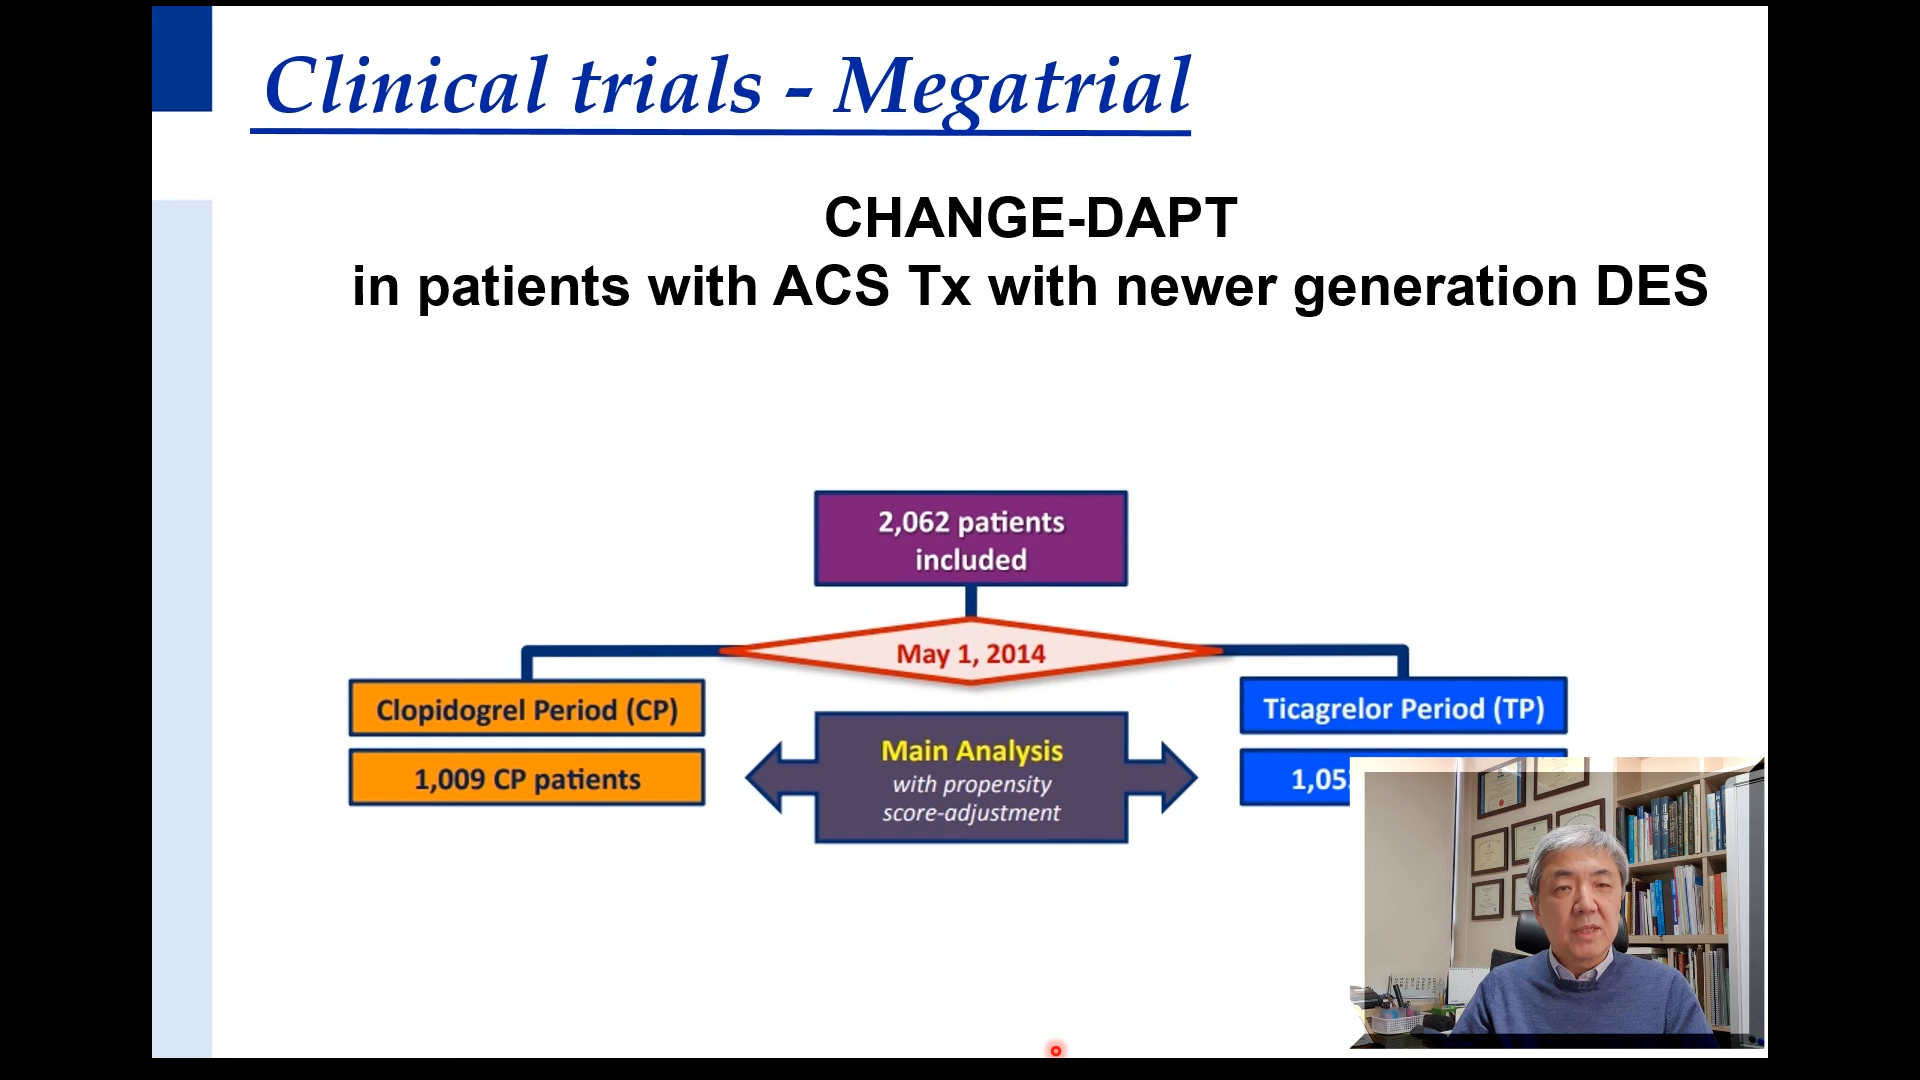 Clinical trials - Megatrial
CHANGE-DAPT
in patients with ACS Tx with newer generation DES
2,062 patients
included
May 1, 2014
Clopidogrel Period (CP)
Ticagrelor Period (TP)
Main Analysis
with propensity
score-adjustment
1,009 CP patients